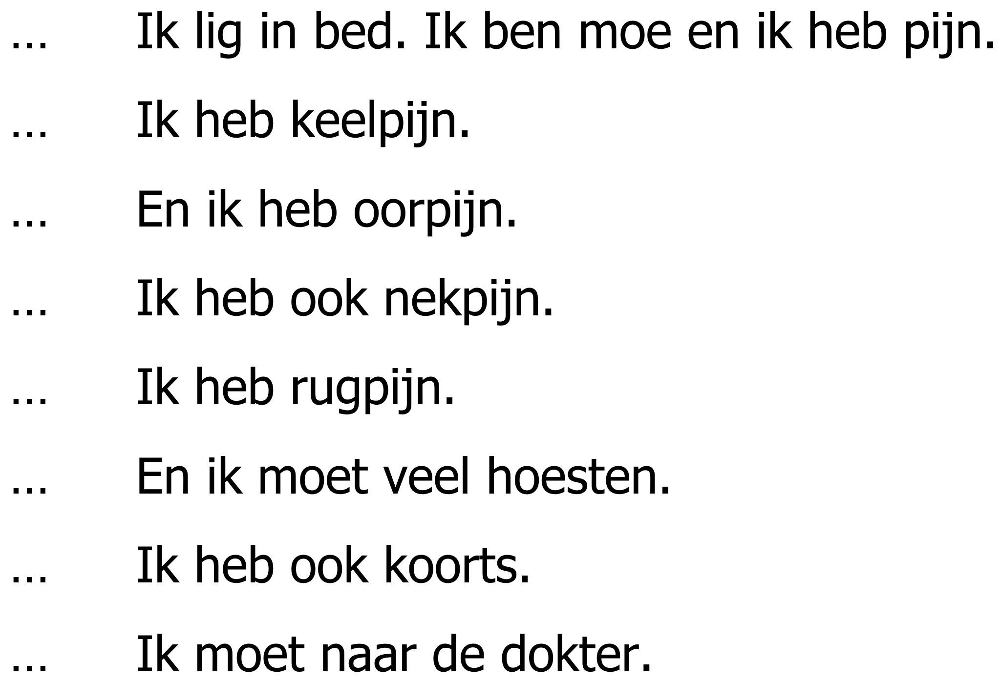 ... Ik lig in bed. Ik ben moe en ik heb pijn.
... Ik heb keelpijn.
... En ik heb oorpijn.
... Ik heb ook nekpijn.
... Ik heb rugpijn.
... En ik moet veel hoesten.
... Ik heb ook koorts.
... Ik moet naar de dokter.